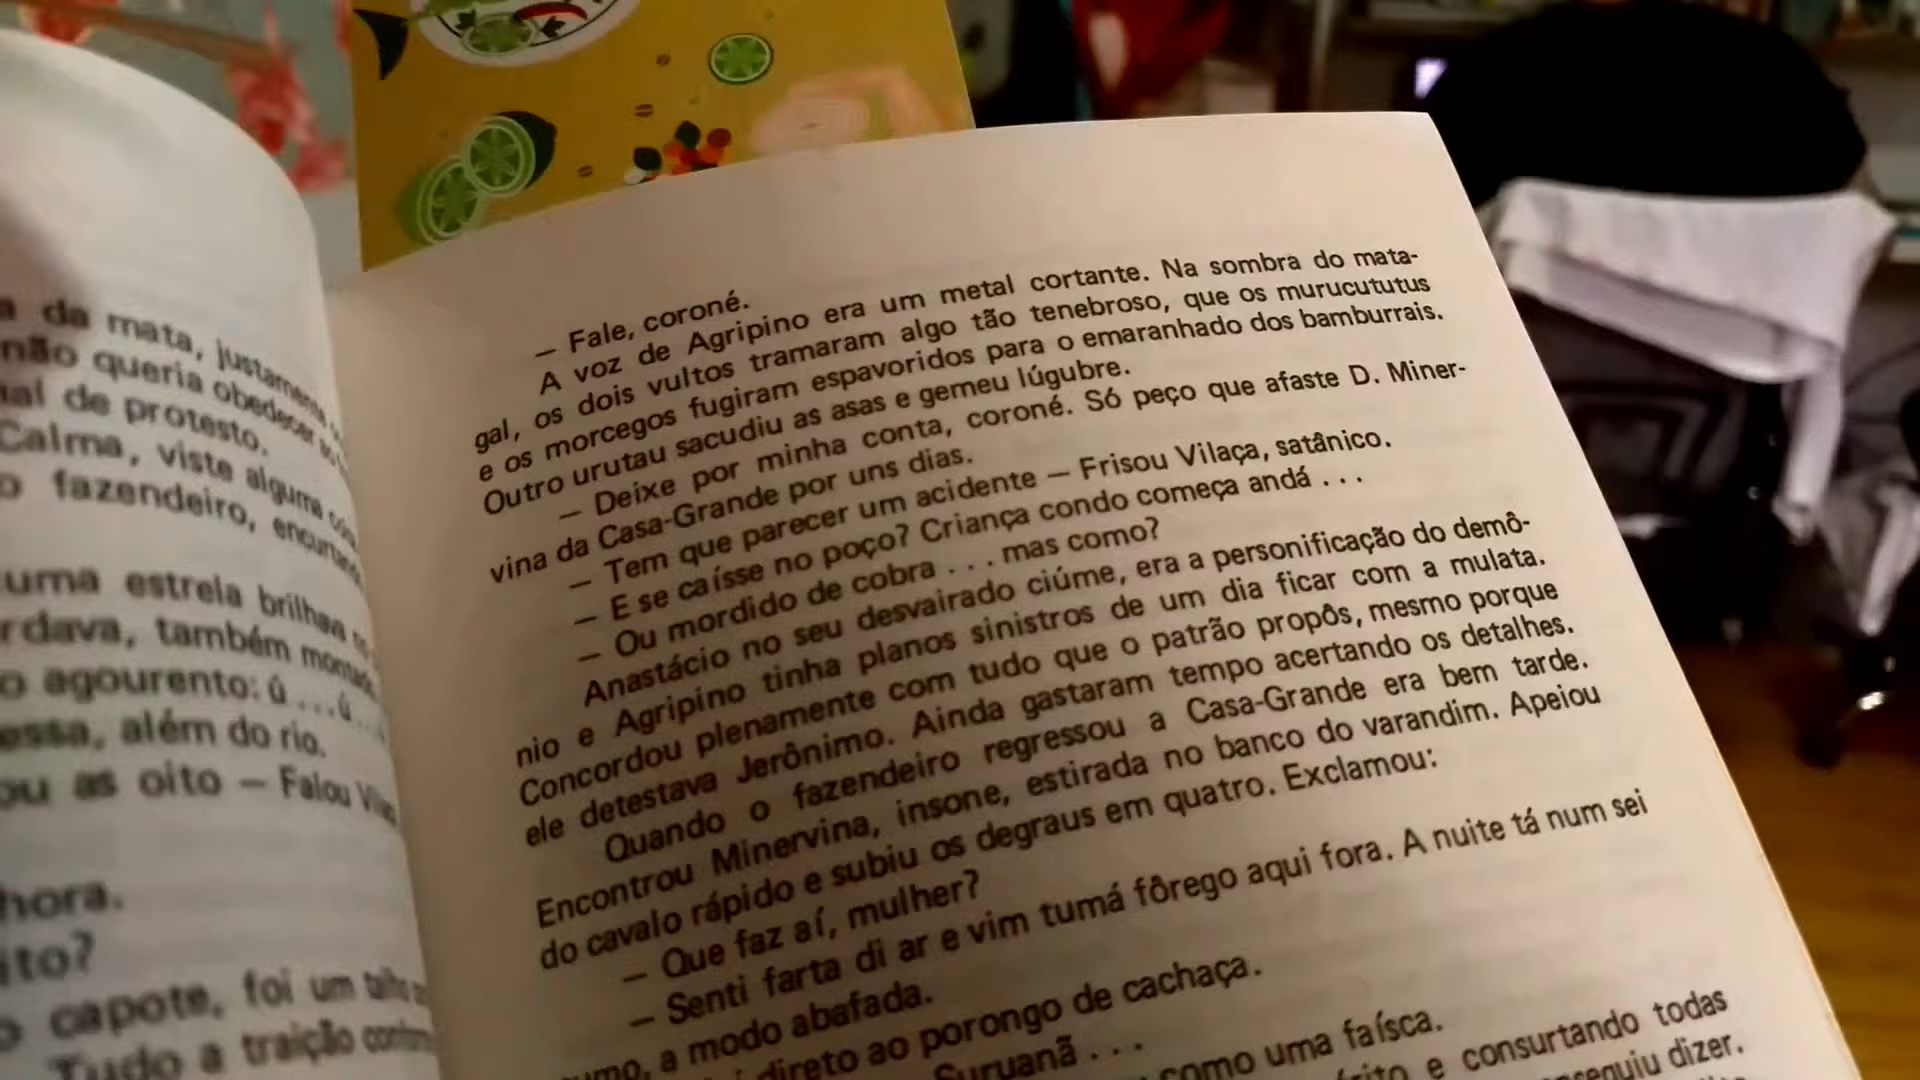 a da mata, justamente
não queria obedecer ao
nal de protesto.
Calma, viste alguma
o fazendeiro, encurtando
uma estrela brilhava
rdava, também montado
o agourento: ú . . . ú . . .
essa, além do rio.
ou as oito — Falou
hora.
ito?
o capote, foi um talho
Tudo a traição
— Fale, coroné.
A voz de Agripino era um metal cortante. Na sombra do mata-
gal, os dois vultos tramaram algo tão tenebroso, que os murucututus
e os morcegos fugiram espavoridos para o emaranhado dos bamburrais.
Outro urutau sacudiu as asas e gemeu lúgubre.
— Deixe por minha conta, coroné. Só peço que afaste D. Miner-
vina da Casa-Grande por uns dias.
— Tem que parecer um acidente — Frisou Vilaça, satânico.
— E se caísse no poço? Criança condo começa andá . . .
— Ou mordido de cobra . . . mas como?
Anastácio no seu desvairado ciúme, era a personificação do demô-
nio e Agripino tinha planos sinistros de um dia ficar com a mulata.
Concordou plenamente com tudo que o patrão propôs, mesmo porque
ele detestava Jerônimo. Ainda gastaram tempo acertando os detalhes.
Quando o fazendeiro regressou a Casa-Grande era bem tarde.
Encontrou Minervina, insone, estirada no banco do varandim. Apeiou
do cavalo rápido e subiu os degraus em quatro. Exclamou:
— Que faz aí, mulher?
— Senti farta di ar e vim tumá fôrego aqui fora. A nuite tá num sei
umo, a modo abafada.
direto ao porongo de cachaça.
Suruanã . . .
como uma faísca.
e consurtando todas
dizer.